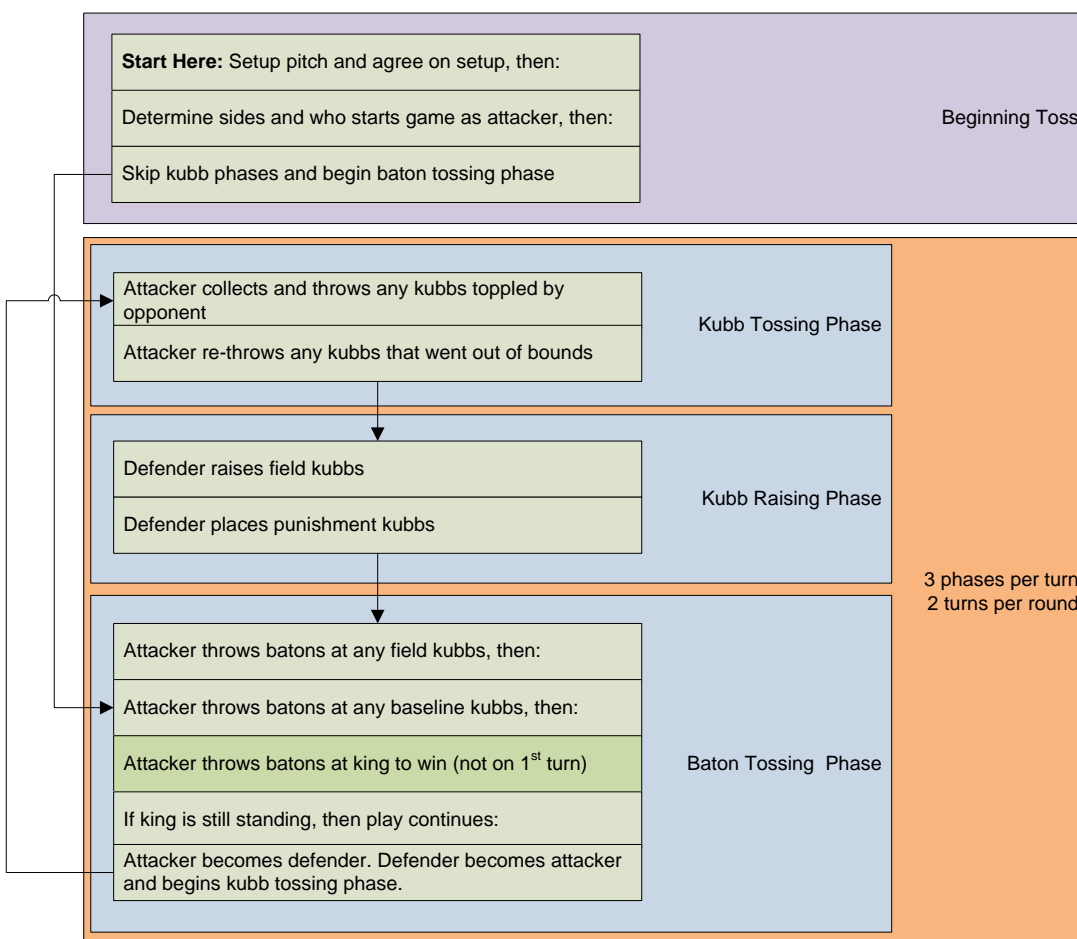 Start Here: Setup pitch and agree on setup, then:
Determine sides and who starts game as attacker, then:
Skip kubb phases and begin baton tossing phase
Beginning Toss
Attacker collects and throws any kubbs toppled by
opponent
Attacker re-throws any kubbs that went out of bounds
Kubb Tossing Phase
Defender raises field kubbs
Defender places punishment kubbs
Kubb Raising Phase
3 phases per turn
2 turns per round
Attacker throws batons at any field kubbs, then:
Attacker throws batons at any baseline kubbs, then:
Attacker throws batons at king to win (not on 1st turn)
If king is still standing, then play continues:
Attacker becomes defender. Defender becomes attacker
and begins kubb tossing phase.
Baton Tossing Phase